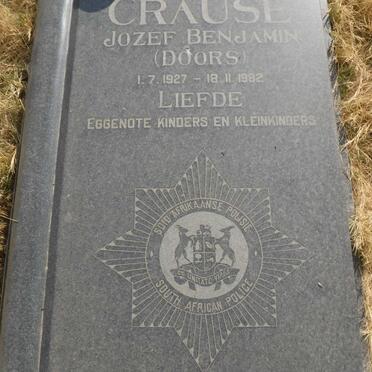 CRAUSE
JOZEF BENJAMIN
(DOORS)
1.7.1927 – 18.11.1982
LIEFDE
EGGENOTE KINDERS EN KLEINKINDERS
SUID AFRIKAANSE POLISIE
SOUTH AFRICAN POLICE